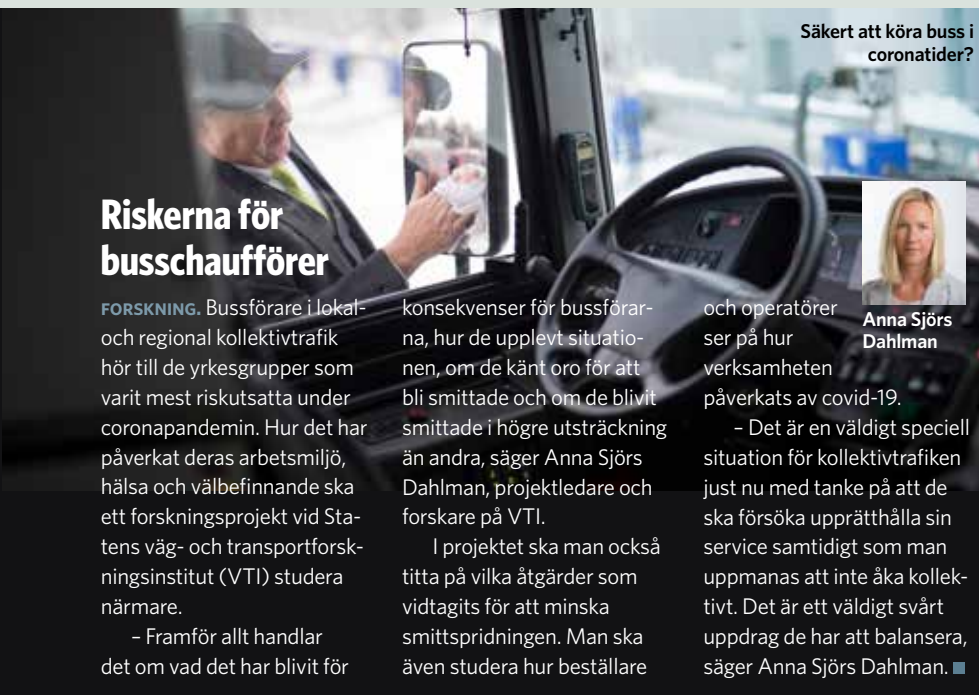 Säkert att köra buss i
coronatider?
Riskerna för
busschaufförer
FORSKNING. Bussförare i lokal-
och regional kollektivtrafik
hör till de yrkesgrupper som
varit mest riskutsatta under
coronapandemin. Hur det har
påverkat deras arbetsmiljö,
hälsa och välbefinnande ska
ett forskningsprojekt vid Sta-
tens väg- och transportforsk-
ningsinstitut (VTI) studera
närmare.
– Framför allt handlar
det om vad det har blivit för
konsekvenser för bussförar-
na, hur de upplevt situatio-
nen, om de känt oro för att
bli smittade och om de blivit
smittade i högre utsträckning
än andra, säger Anna Sjörs
Dahlman, projektledare och
forskare på VTI.
I projektet ska man också
titta på vilka åtgärder som
vidtagits för att minska
smittspridningen. Man ska
även studera hur beställare
och operatörer
ser på hur
verksamheten
påverkats av covid-19.
– Det är en väldigt speciell
situation för kollektivtrafiken
just nu med tanke på att de
ska försöka upprätthålla sin
service samtidigt som man
uppmanas att inte åka kollek-
tivt. Det är ett väldigt svårt
uppdrag de har att balansera,
säger Anna Sjörs Dahlman.
Anna Sjörs
Dahlman